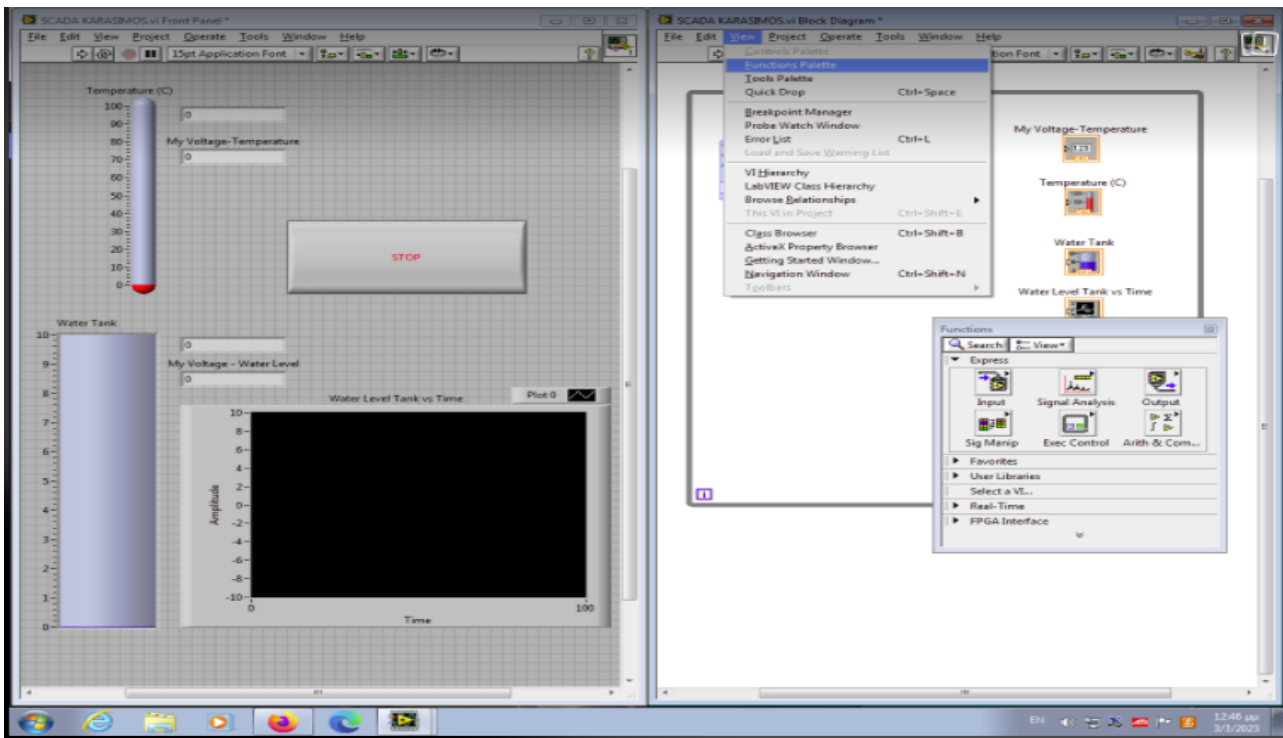 SCADA KARASIMOS.vi Front Panel *
File Edit View Project Operate Tools Window Help
15pt Application Font
Temperature (C)
100
90
80
70
60
50
40
30
20
10
0
0
My Voltage-Temperature
0
STOP
Water Tank
10
9
8
7
6
5
4
3
2
1
0
0
My Voltage - Water Level
0
Water Level Tank vs Time
Plot 0
10
8
6
4
2
0
-2
-4
-6
-8
-10
Amplitude
0
100
Time
SCADA KARASIMOS.vi Block Diagram *
File Edit View Project Operate Tools Window Help
tion Font
Controls Palette
Functions Palette
Tools Palette
Quick Drop Ctrl+Space
Breakpoint Manager
Probe Watch Window
Error List Ctrl+L
Load and Save Warning List
VI Hierarchy
LabVIEW Class Hierarchy
Browse Relationships
This VI in Project Ctrl+Shift+E
Class Browser Ctrl+Shift+B
ActiveX Property Browser
Getting Started Window...
Navigation Window Ctrl+Shift+N
Toolbars
My Voltage-Temperature
Temperature (C)
Water Tank
Water Level Tank vs Time
i
Functions
Search View
Express
Input Signal Analysis Output
Sig Manip Exec Control Arith & Com...
Favorites
User Libraries
Select a VI...
Real-Time
FPGA Interface
EN
12:46 μμ
3/3/2023